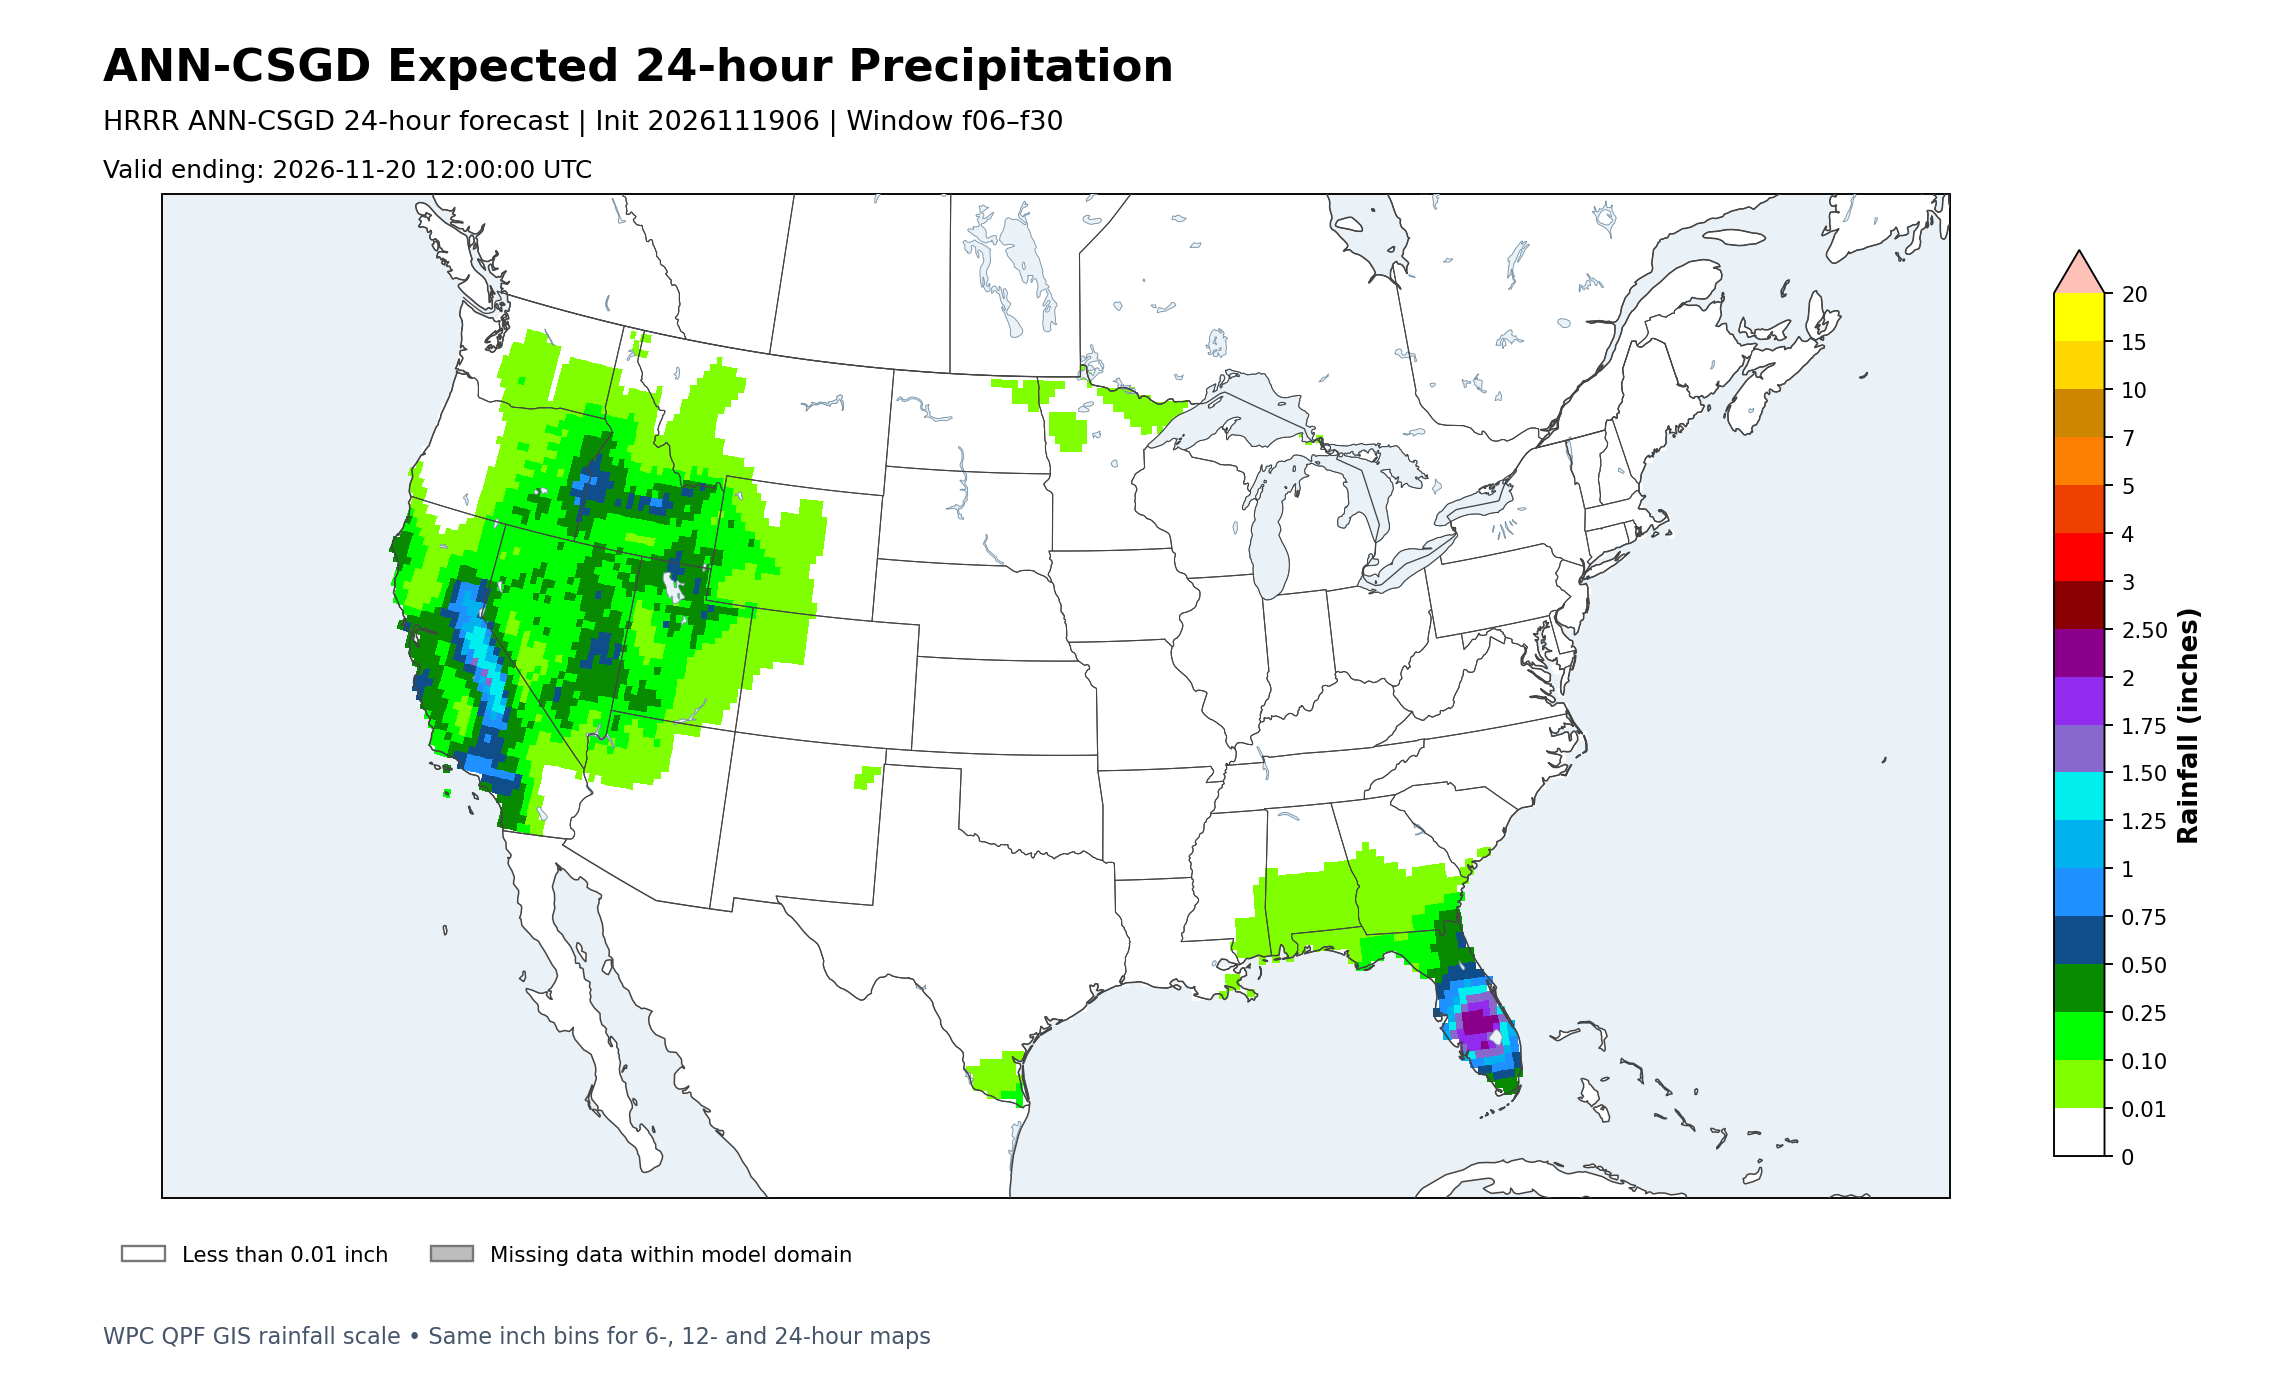 ANN-CSGD Expected 24-hour Precipitation
HRRR ANN-CSGD 24-hour forecast | Init 2026111906 | Window f06–f30
Valid ending: 2026-11-20 12:00:00 UTC
20
15
10
7
5
4
3
2.50
2
1.75
1.50
1.25
1
0.75
0.50
0.25
0.10
0.01
0
Rainfall (inches)
Less than 0.01 inch
Missing data within model domain
WPC QPF GIS rainfall scale • Same inch bins for 6-, 12- and 24-hour maps